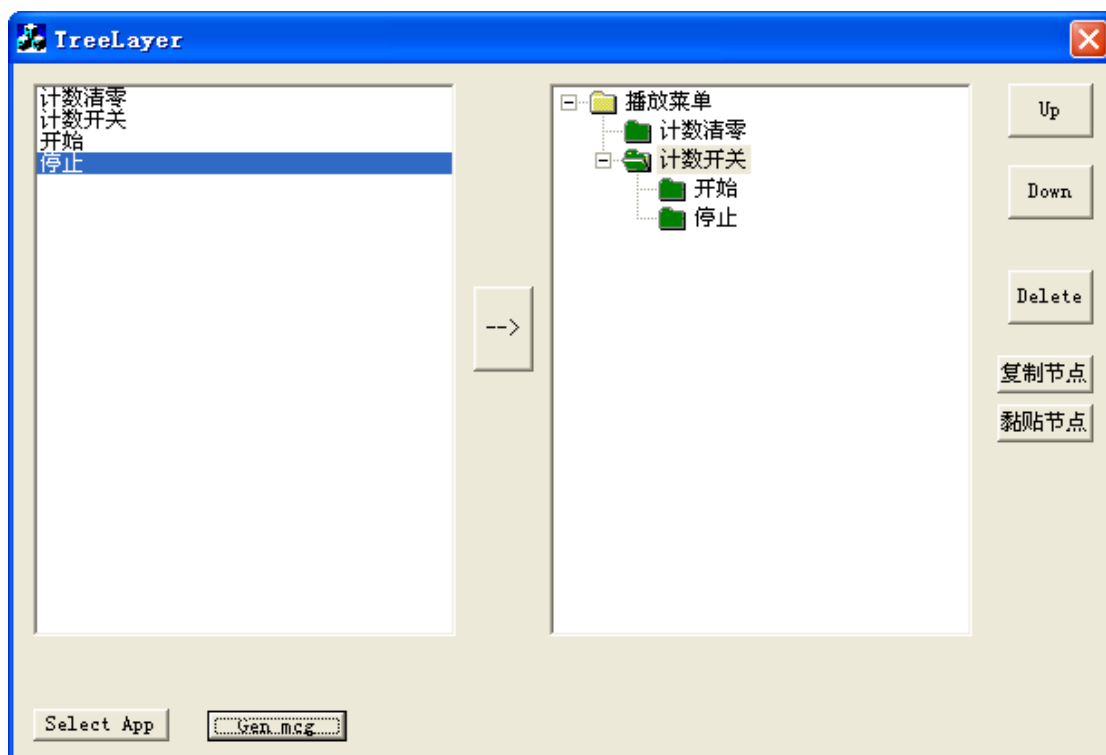 TreeLayer
计数清零
计数开关
开始
停止
-->
播放菜单
计数清零
计数开关
开始
停止
Up
Down
Delete
复制节点
黏贴节点
Select App
Gen mcg